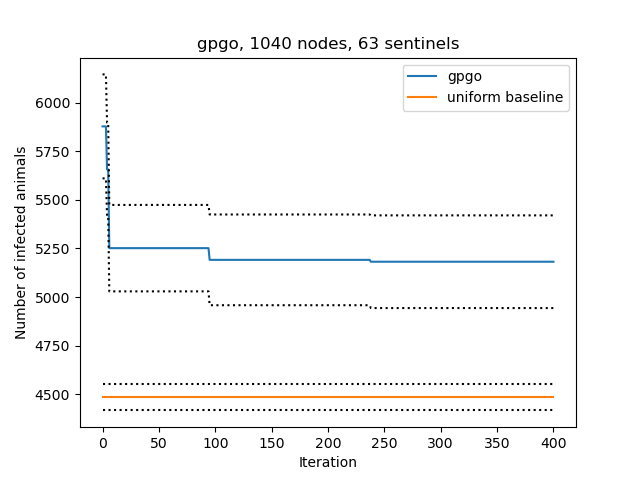 gpgo, 1040 nodes, 63 sentinels
gpgo
uniform baseline
Number of infected animals
6000
5750
5500
5250
5000
4750
4500
0 50 100 150 200 250 300 350 400
Iteration